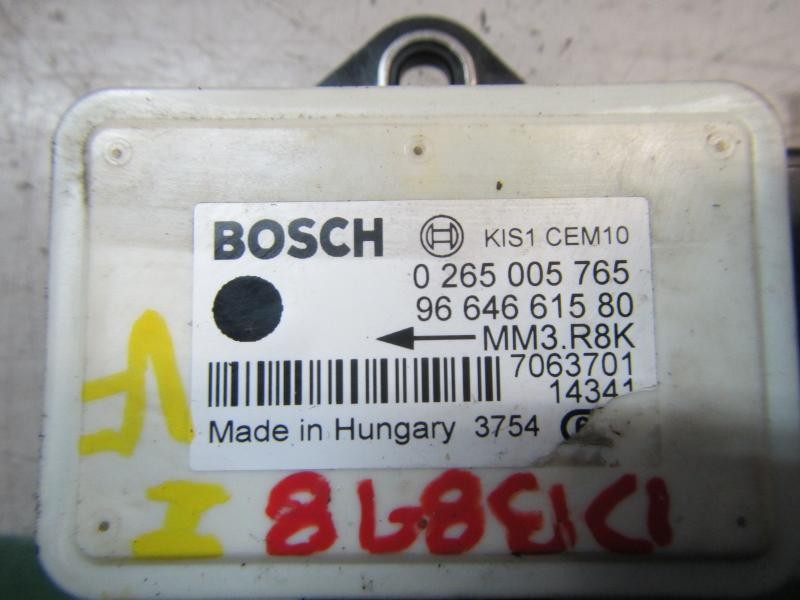 BOSCH KIS1 CEM10
0 265 005 765
96 646 615 80
MM3.R8K
7063701
14341
Made in Hungary 3754